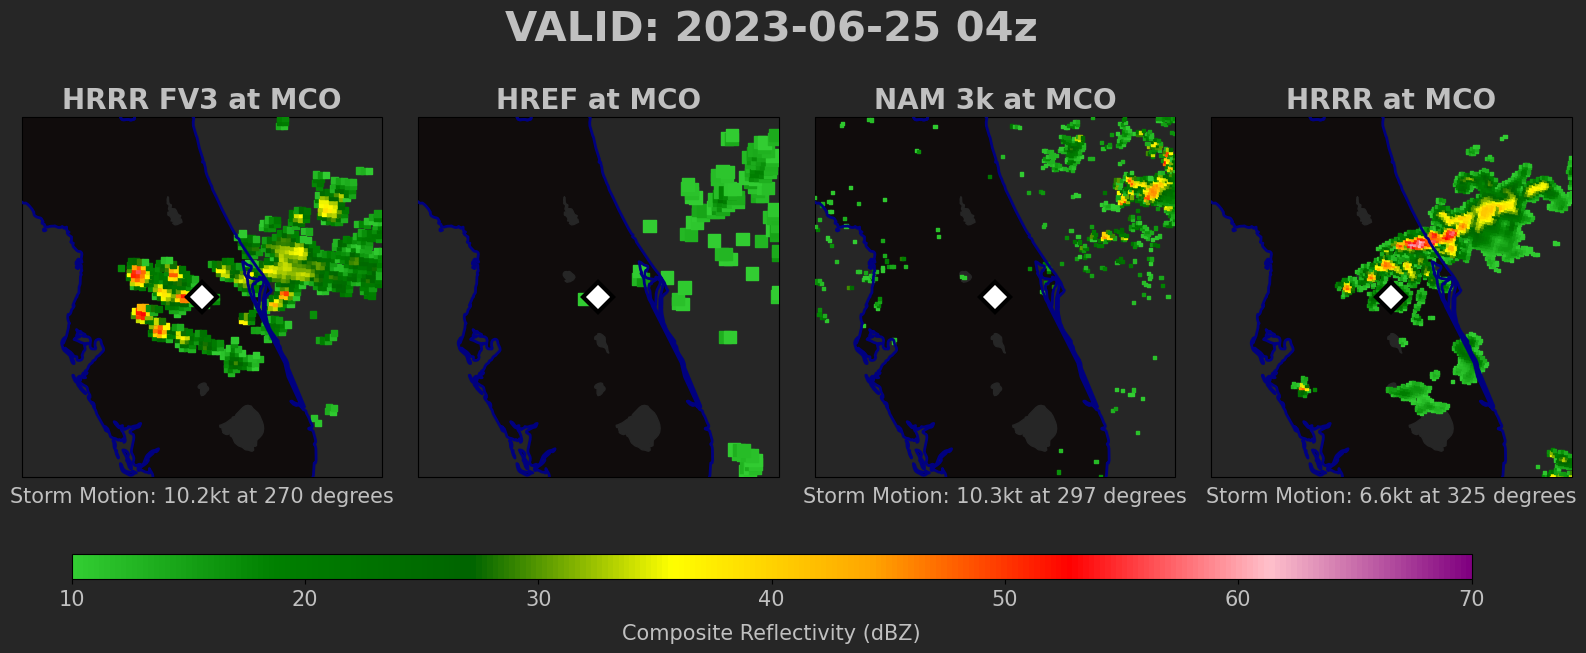 VALID: 2023-06-25 04z
HRRR FV3 at MCO
HREF at MCO
NAM 3k at MCO
HRRR at MCO
Storm Motion: 10.2kt at 270 degrees
Storm Motion: 10.3kt at 297 degrees
Storm Motion: 6.6kt at 325 degrees
10 20 30 40 50 60 70
Composite Reflectivity (dBZ)